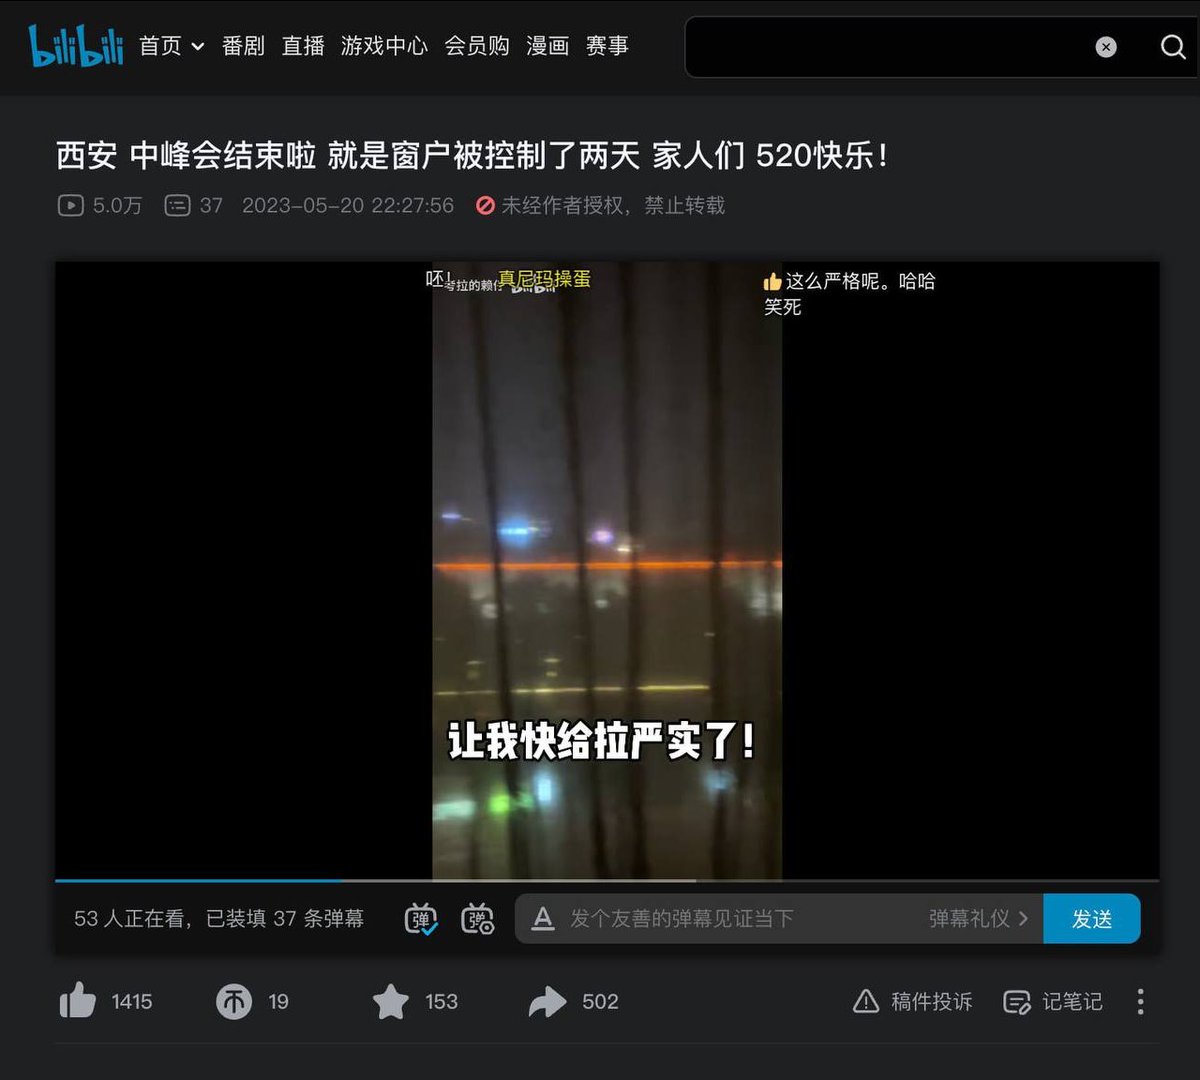 bilibili 首页 番剧 直播 游戏中心 会员购 漫画 赛事
西安 中峰会结束啦 就是窗户被控制了两天 家人们 520快乐！
5.0万 37 2023-05-20 22:27:56 未经作者授权，禁止转载
呸！ 真尼玛操蛋
考拉的赖仔 bilibili
👍这么严格呢。哈哈
笑死
让我快给拉严实了！
53 人正在看，已装填 37 条弹幕 弹 弹 A 发个友善的弹幕见证当下 弹幕礼仪 > 发送
1415 19 153 502 稿件投诉 记笔记